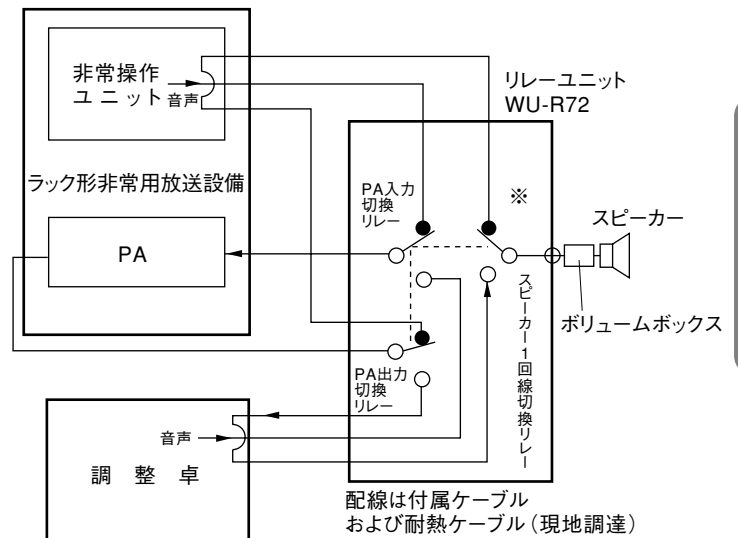 非常操作
ユニット
音声
ラック形非常用放送設備
PA
リレーユニット
WU-R72
PA入力
切換
リレー
※
スピーカー
ボリュームボックス
スピーカー1回線切換リレー
PA出力
切換
リレー
音声
調 整 卓
配線は付属ケーブル
および耐熱ケーブル（現地調達）